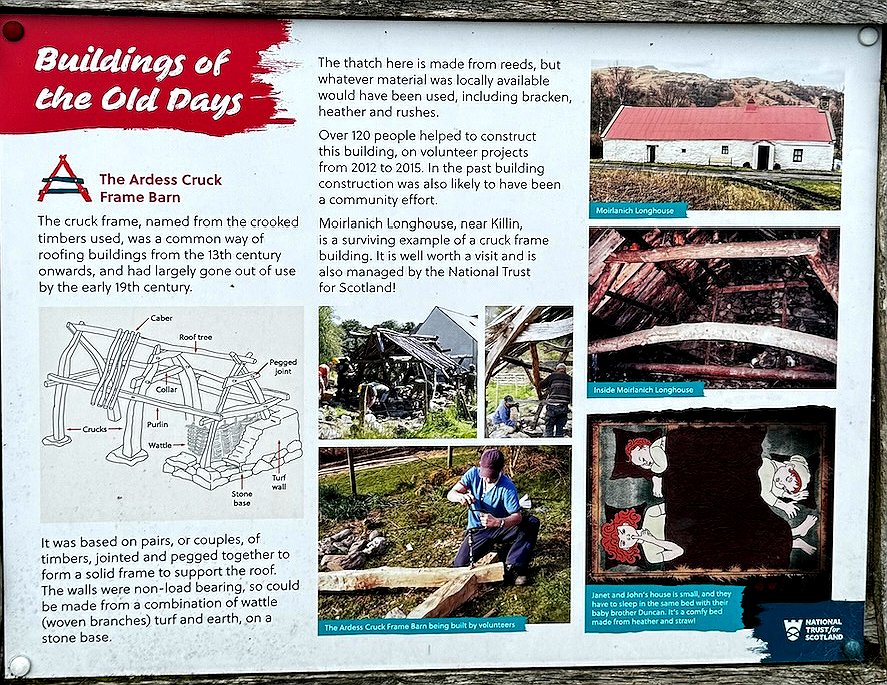 Buildings of
the Old Days
The Ardess Cruck
Frame Barn
The cruck frame, named from the crooked
timbers used, was a common way of
roofing buildings from the 13th century
onwards, and had largely gone out of use
by the early 19th century.
Caber
Roof tree
Pegged
joint
Collar
Purlin
Crucks
Wattle
Turf
wall
Stone
base
It was based on pairs, or couples, of
timbers, jointed and pegged together to
form a solid frame to support the roof.
The walls were non-load bearing, so could
be made from a combination of wattle
(woven branches) turf and earth, on a
stone base.
The thatch here is made from reeds, but
whatever material was locally available
would have been used, including bracken,
heather and rushes.
Over 120 people helped to construct
this building, on volunteer projects
from 2012 to 2015. In the past building
construction was also likely to have been
a community effort.
Moirlanich Longhouse, near Killin,
is a surviving example of a cruck frame
building. It is well worth a visit and is
also managed by the National Trust
for Scotland!
The Ardess Cruck Frame Barn being built by volunteers
Moirlanich Longhouse
Inside Moirlanich Longhouse
Janet and John's house is small, and they
have to sleep in the same bed with their
baby brother Duncan. It's a comfy bed
made from heather and straw!
NATIONAL
TRUST for
SCOTLAND